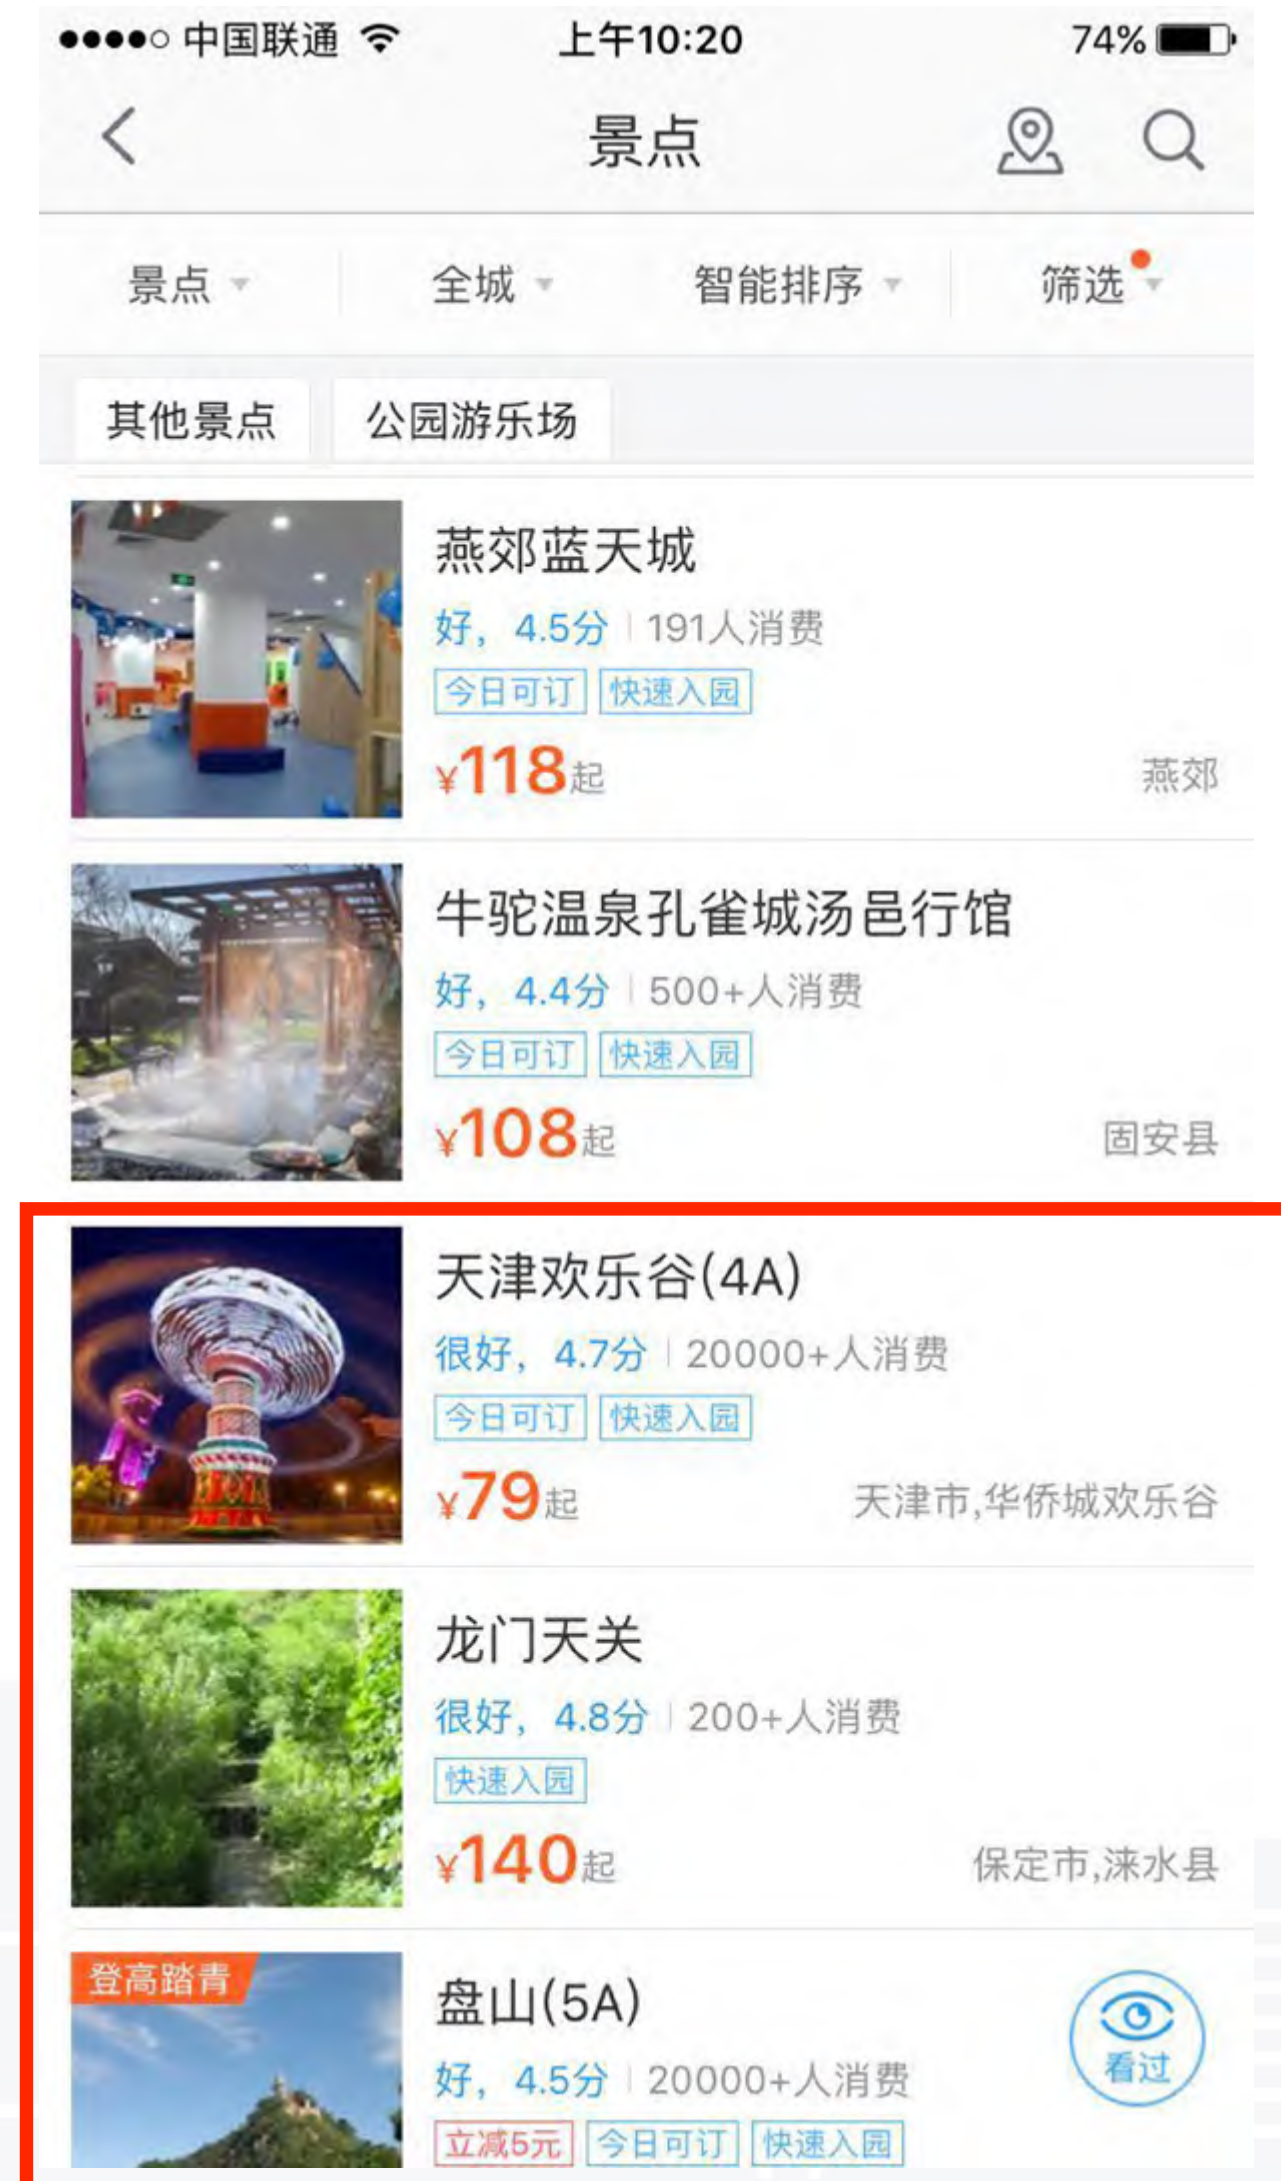 中国联通 上午10:20 74%
景点
景点 全城 智能排序 筛选
其他景点 公园游乐场
燕郊蓝天城
好，4.5分 191人消费
今日可订 快速入园
¥118起 燕郊
牛驼温泉孔雀城汤邑行馆
好，4.4分 500+人消费
今日可订 快速入园
¥108起 固安县
天津欢乐谷(4A)
很好，4.7分 20000+人消费
今日可订 快速入园
¥79起 天津市,华侨城欢乐谷
龙门天关
很好，4.8分 200+人消费
快速入园
¥140起 保定市,涞水县
登高踏青
盘山(5A)
看过
好，4.5分 20000+人消费
立减5元 今日可订 快速入园